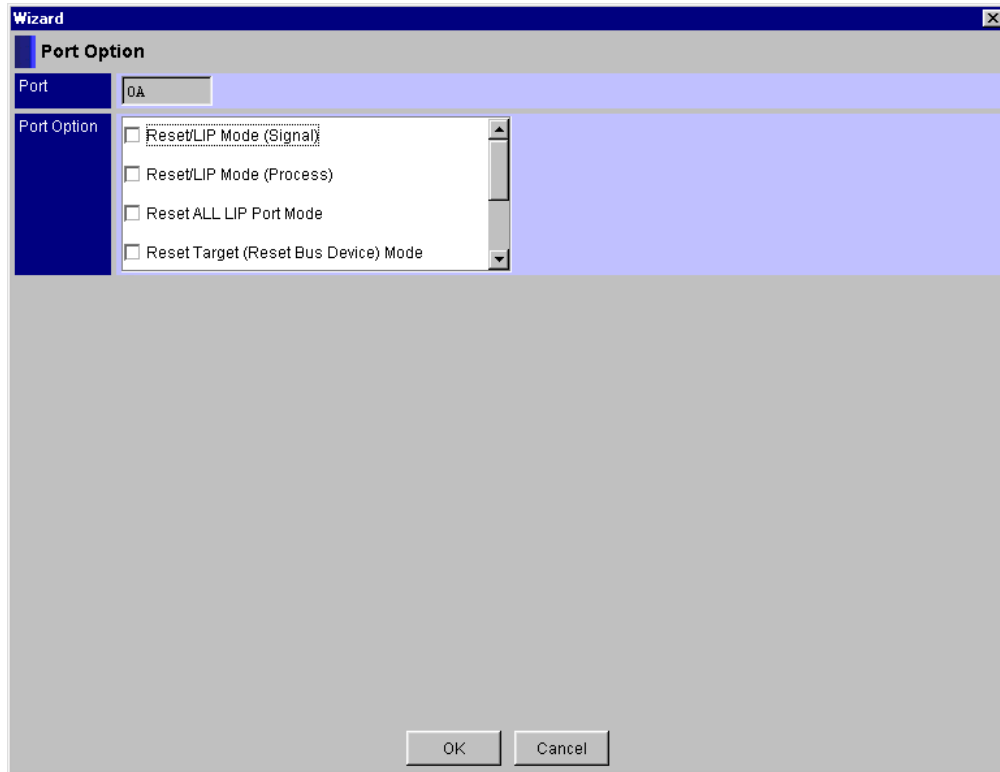 Wizard
Port Option
Port
0A
Port Option
Reset/LIP Mode (Signal)
Reset/LIP Mode (Process)
Reset ALL LIP Port Mode
Reset Target (Reset Bus Device) Mode
OK
Cancel